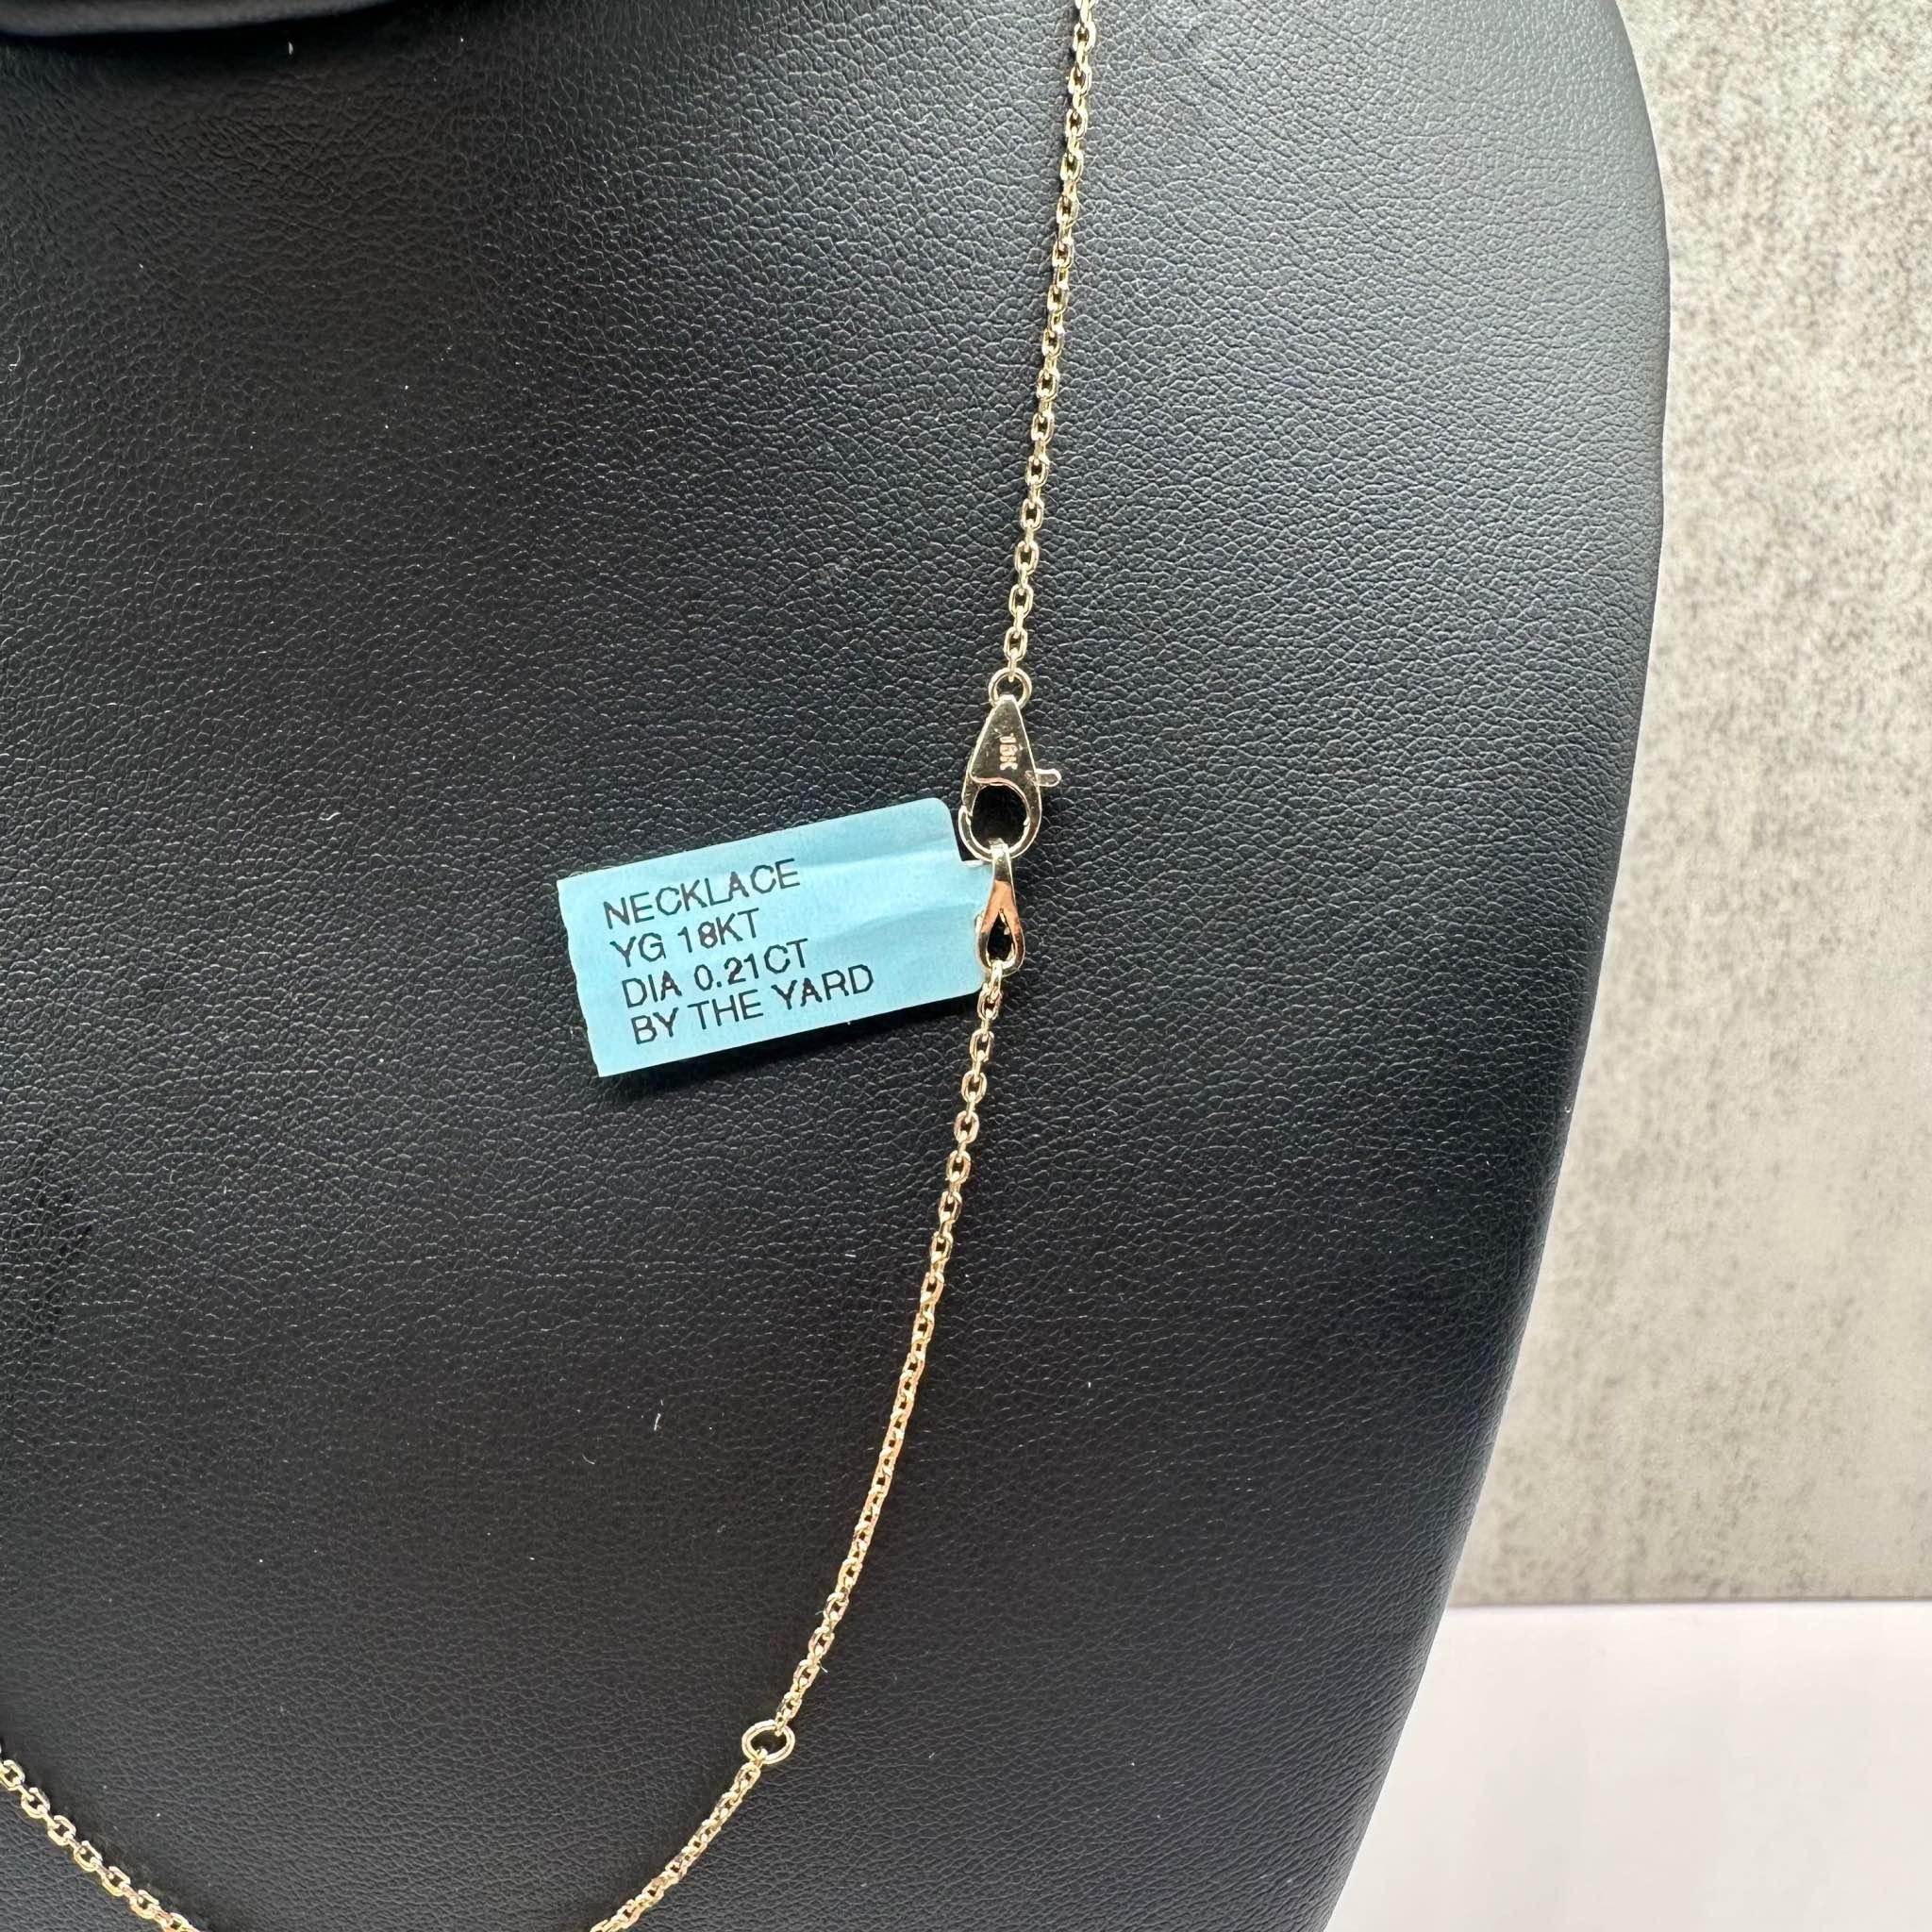 18K
NECKLACE
YG 18KT
DIA 0.21CT
BY THE YARD